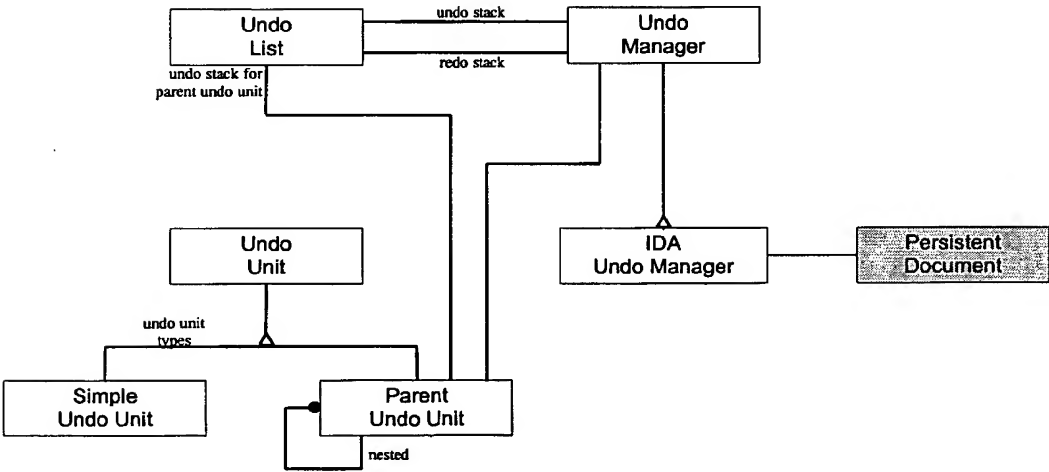 Undo
List
undo stack
redo stack
Undo
Manager
undo stack for
parent undo unit
Undo
Unit
IDA
Undo Manager
Persistent
Document
undo unit
types
Simple
Undo Unit
Parent
Undo Unit
nested